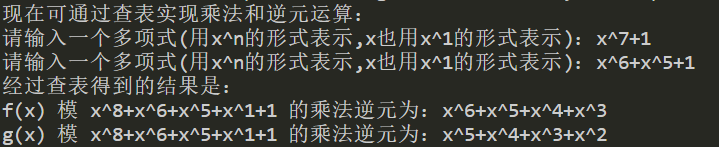 现在可通过查表实现乘法和逆元运算：
请输入一个多项式(用x^n的形式表示,x也用x^1的形式表示)：x^7+1
请输入一个多项式(用x^n的形式表示,x也用x^1的形式表示)：x^6+x^5+1
经过查表得到的结果是：
f(x) 模 x^8+x^6+x^5+x^1+1 的乘法逆元为：x^6+x^5+x^4+x^3
g(x) 模 x^8+x^6+x^5+x^1+1 的乘法逆元为：x^5+x^4+x^3+x^2